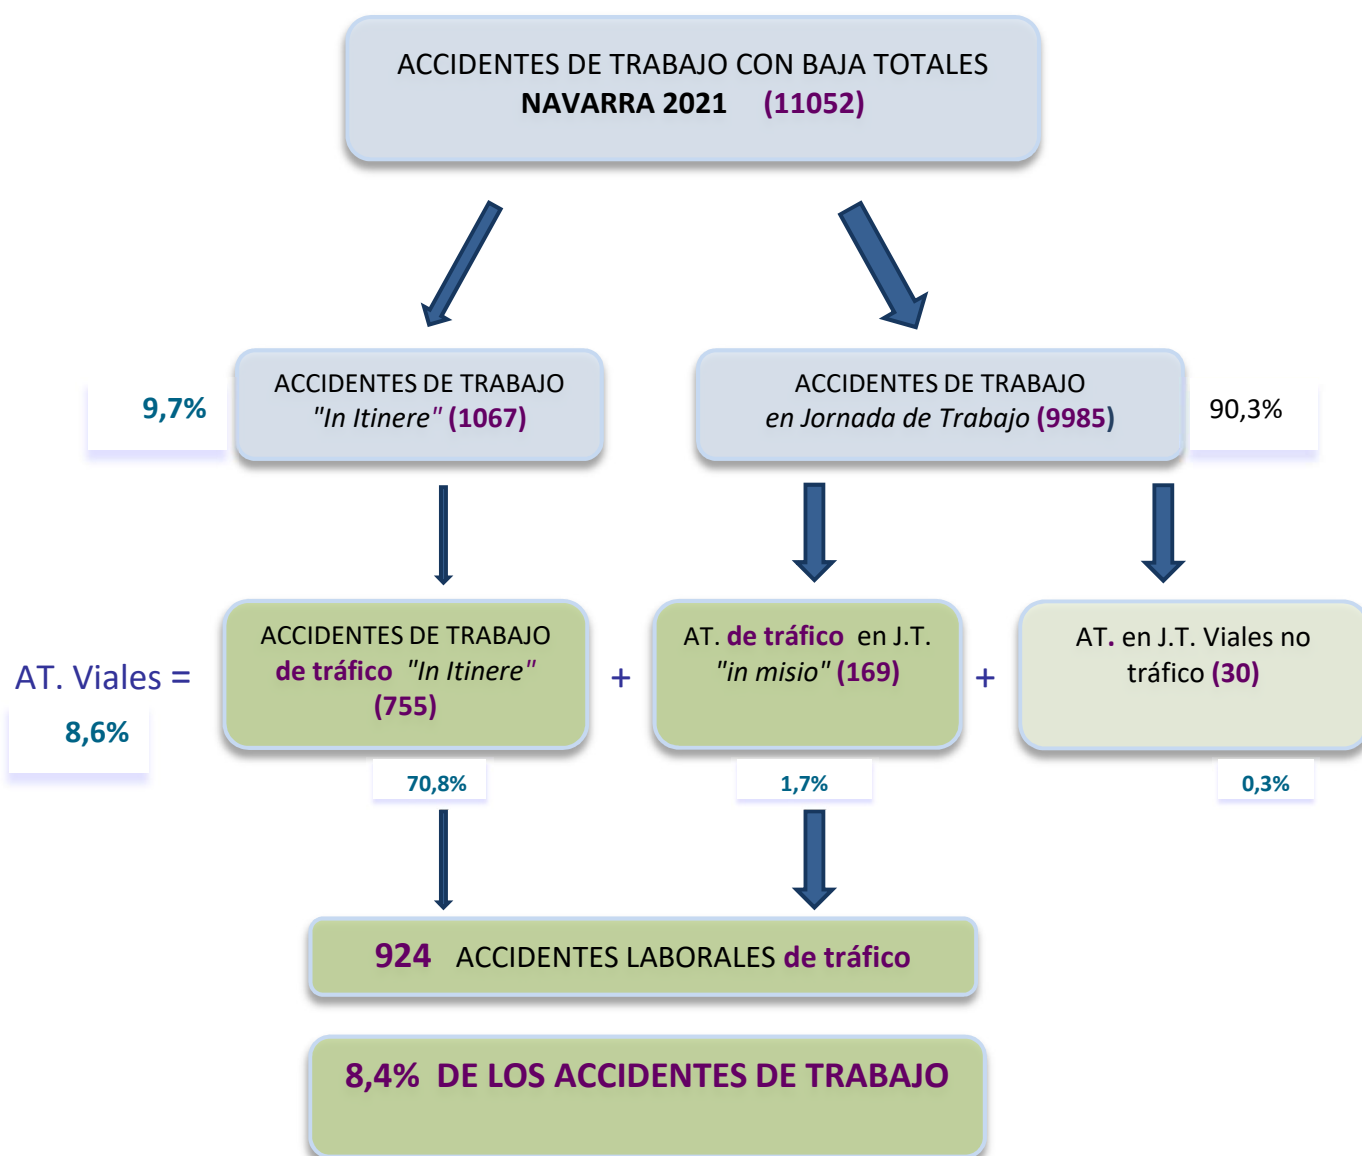 ACCIDENTES DE TRABAJO CON BAJA TOTALES
NAVARRA 2021 (11052)
9,7%
ACCIDENTES DE TRABAJO
"In Itinere" (1067)
ACCIDENTES DE TRABAJO
en Jornada de Trabajo (9985)
90,3%
AT. Viales =
8,6%
ACCIDENTES DE TRABAJO
de tráfico "In Itinere"
(755)
+
AT. de tráfico en J.T.
"in misio" (169)
+
AT. en J.T. Viales no
tráfico (30)
70,8%
1,7%
0,3%
924 ACCIDENTES LABORALES de tráfico
8,4% DE LOS ACCIDENTES DE TRABAJO